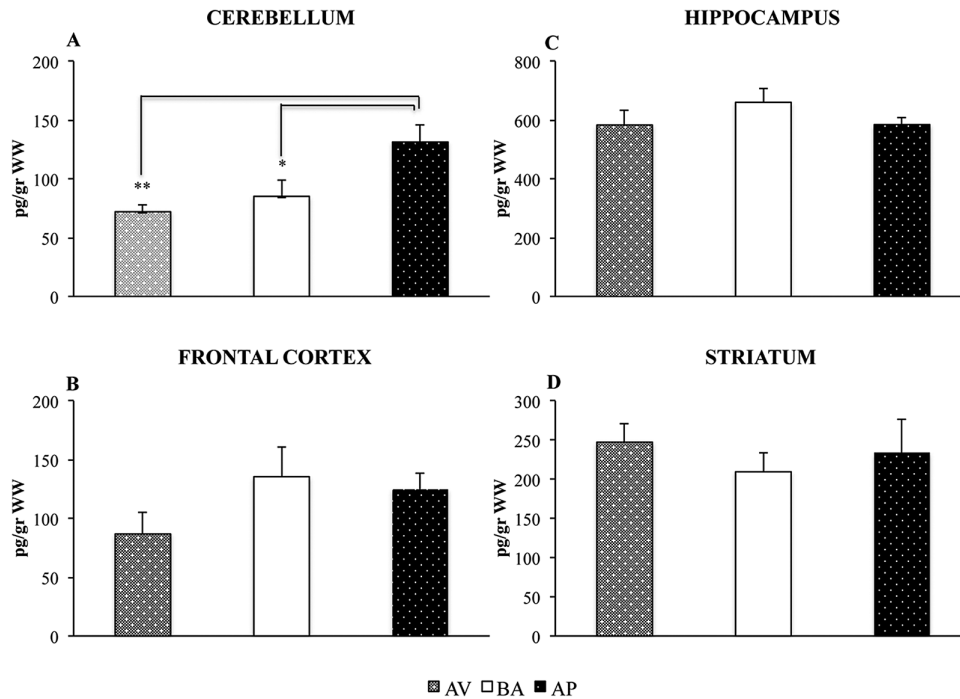 CEREBELLUM
A
200
150
100
50
0
pg/gr WW
**
*
HIPPOCAMPUS
C
800
600
400
200
0
pg/gr WW
FRONTAL CORTEX
B
200
150
100
50
0
pg/gr WW
STRIATUM
D
300
250
200
150
100
50
0
pg/gr WW
AV BA AP